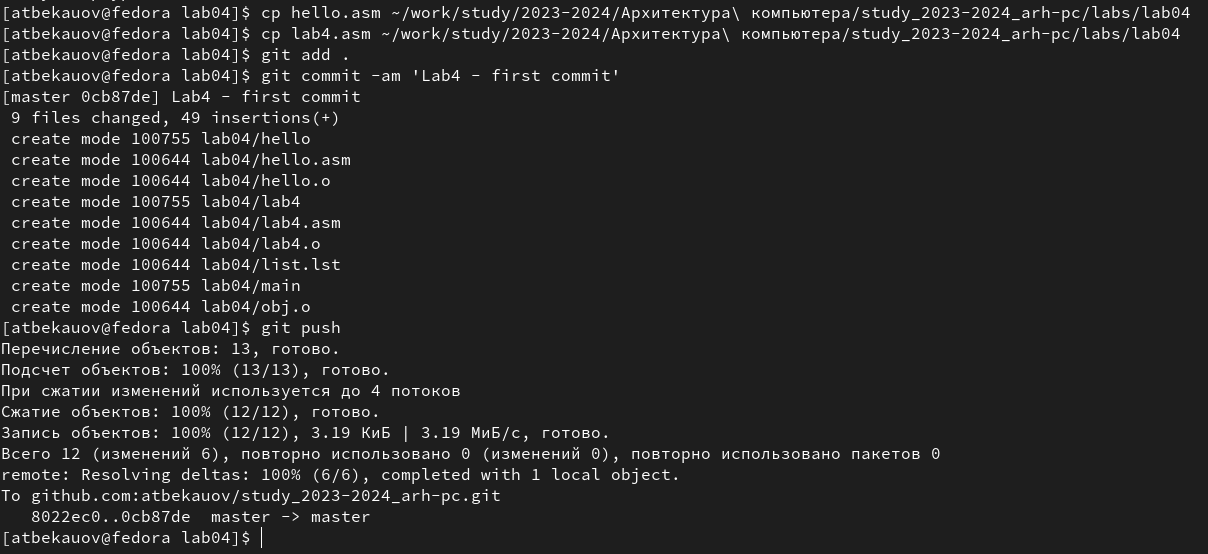 [atbekauov@fedora lab04]$ cp hello.asm ~/work/study/2023-2024/Архитектура\ компьютера/study_2023-2024_arh-pc/labs/lab04
[atbekauov@fedora lab04]$ cp lab4.asm ~/work/study/2023-2024/Архитектура\ компьютера/study_2023-2024_arh-pc/labs/lab04
[atbekauov@fedora lab04]$ git add .
[atbekauov@fedora lab04]$ git commit -am 'Lab4 - first commit'
[master 0cb87de] Lab4 - first commit
 9 files changed, 49 insertions(+)
 create mode 100755 lab04/hello
 create mode 100644 lab04/hello.asm
 create mode 100644 lab04/hello.o
 create mode 100755 lab04/lab4
 create mode 100644 lab04/lab4.asm
 create mode 100644 lab04/lab4.o
 create mode 100644 lab04/list.lst
 create mode 100755 lab04/main
 create mode 100644 lab04/obj.o
[atbekauov@fedora lab04]$ git push
Перечисление объектов: 13, готово.
Подсчет объектов: 100% (13/13), готово.
При сжатии изменений используется до 4 потоков
Сжатие объектов: 100% (12/12), готово.
Запись объектов: 100% (12/12), 3.19 КиБ | 3.19 МиБ/с, готово.
Всего 12 (изменений 6), повторно использовано 0 (изменений 0), повторно использовано пакетов 0
remote: Resolving deltas: 100% (6/6), completed with 1 local object.
To github.com:atbekauov/study_2023-2024_arh-pc.git
   8022ec0..0cb87de  master -> master
[atbekauov@fedora lab04]$